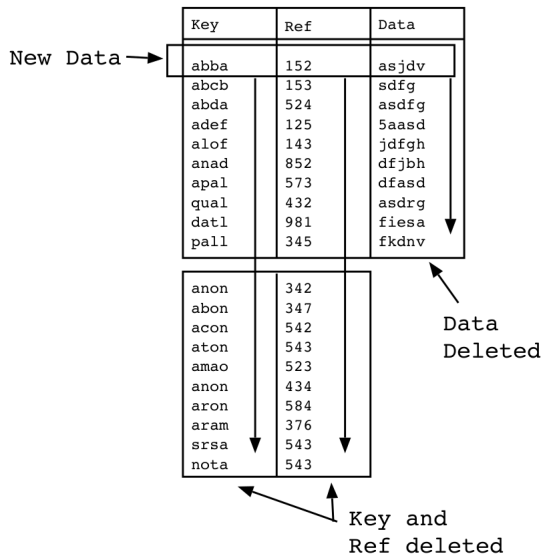 Key Ref Data
New Data
abba 152 asjdv
abcb 153 sdfg
abda 524 asdfg
adef 125 5aasd
alof 143 jdfgh
anad 852 dfjbh
apal 573 dfasd
qual 432 asdrg
datl 981 fiesa
pall 345 fkdnv
anon 342
abon 347
acon 542
aton 543
amao 523
anon 434
aron 584
aram 376
srsa 543
nota 543
Data
Deleted
Key and
Ref deleted